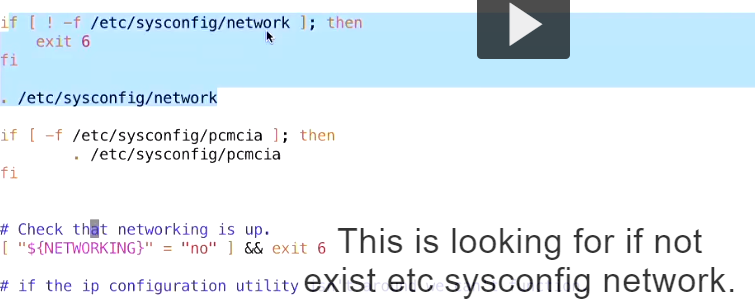 if [ ! -f /etc/sysconfig/network ]; then
exit 6
fi
. /etc/sysconfig/network
if [ -f /etc/sysconfig/pcmcia ]; then
. /etc/sysconfig/pcmcia
fi
# Check that networking is up.
[ "${NETWORKING}" = "no" ] && exit 6
# if the ip configuration utility
This is looking for if not
exist etc sysconfig network.